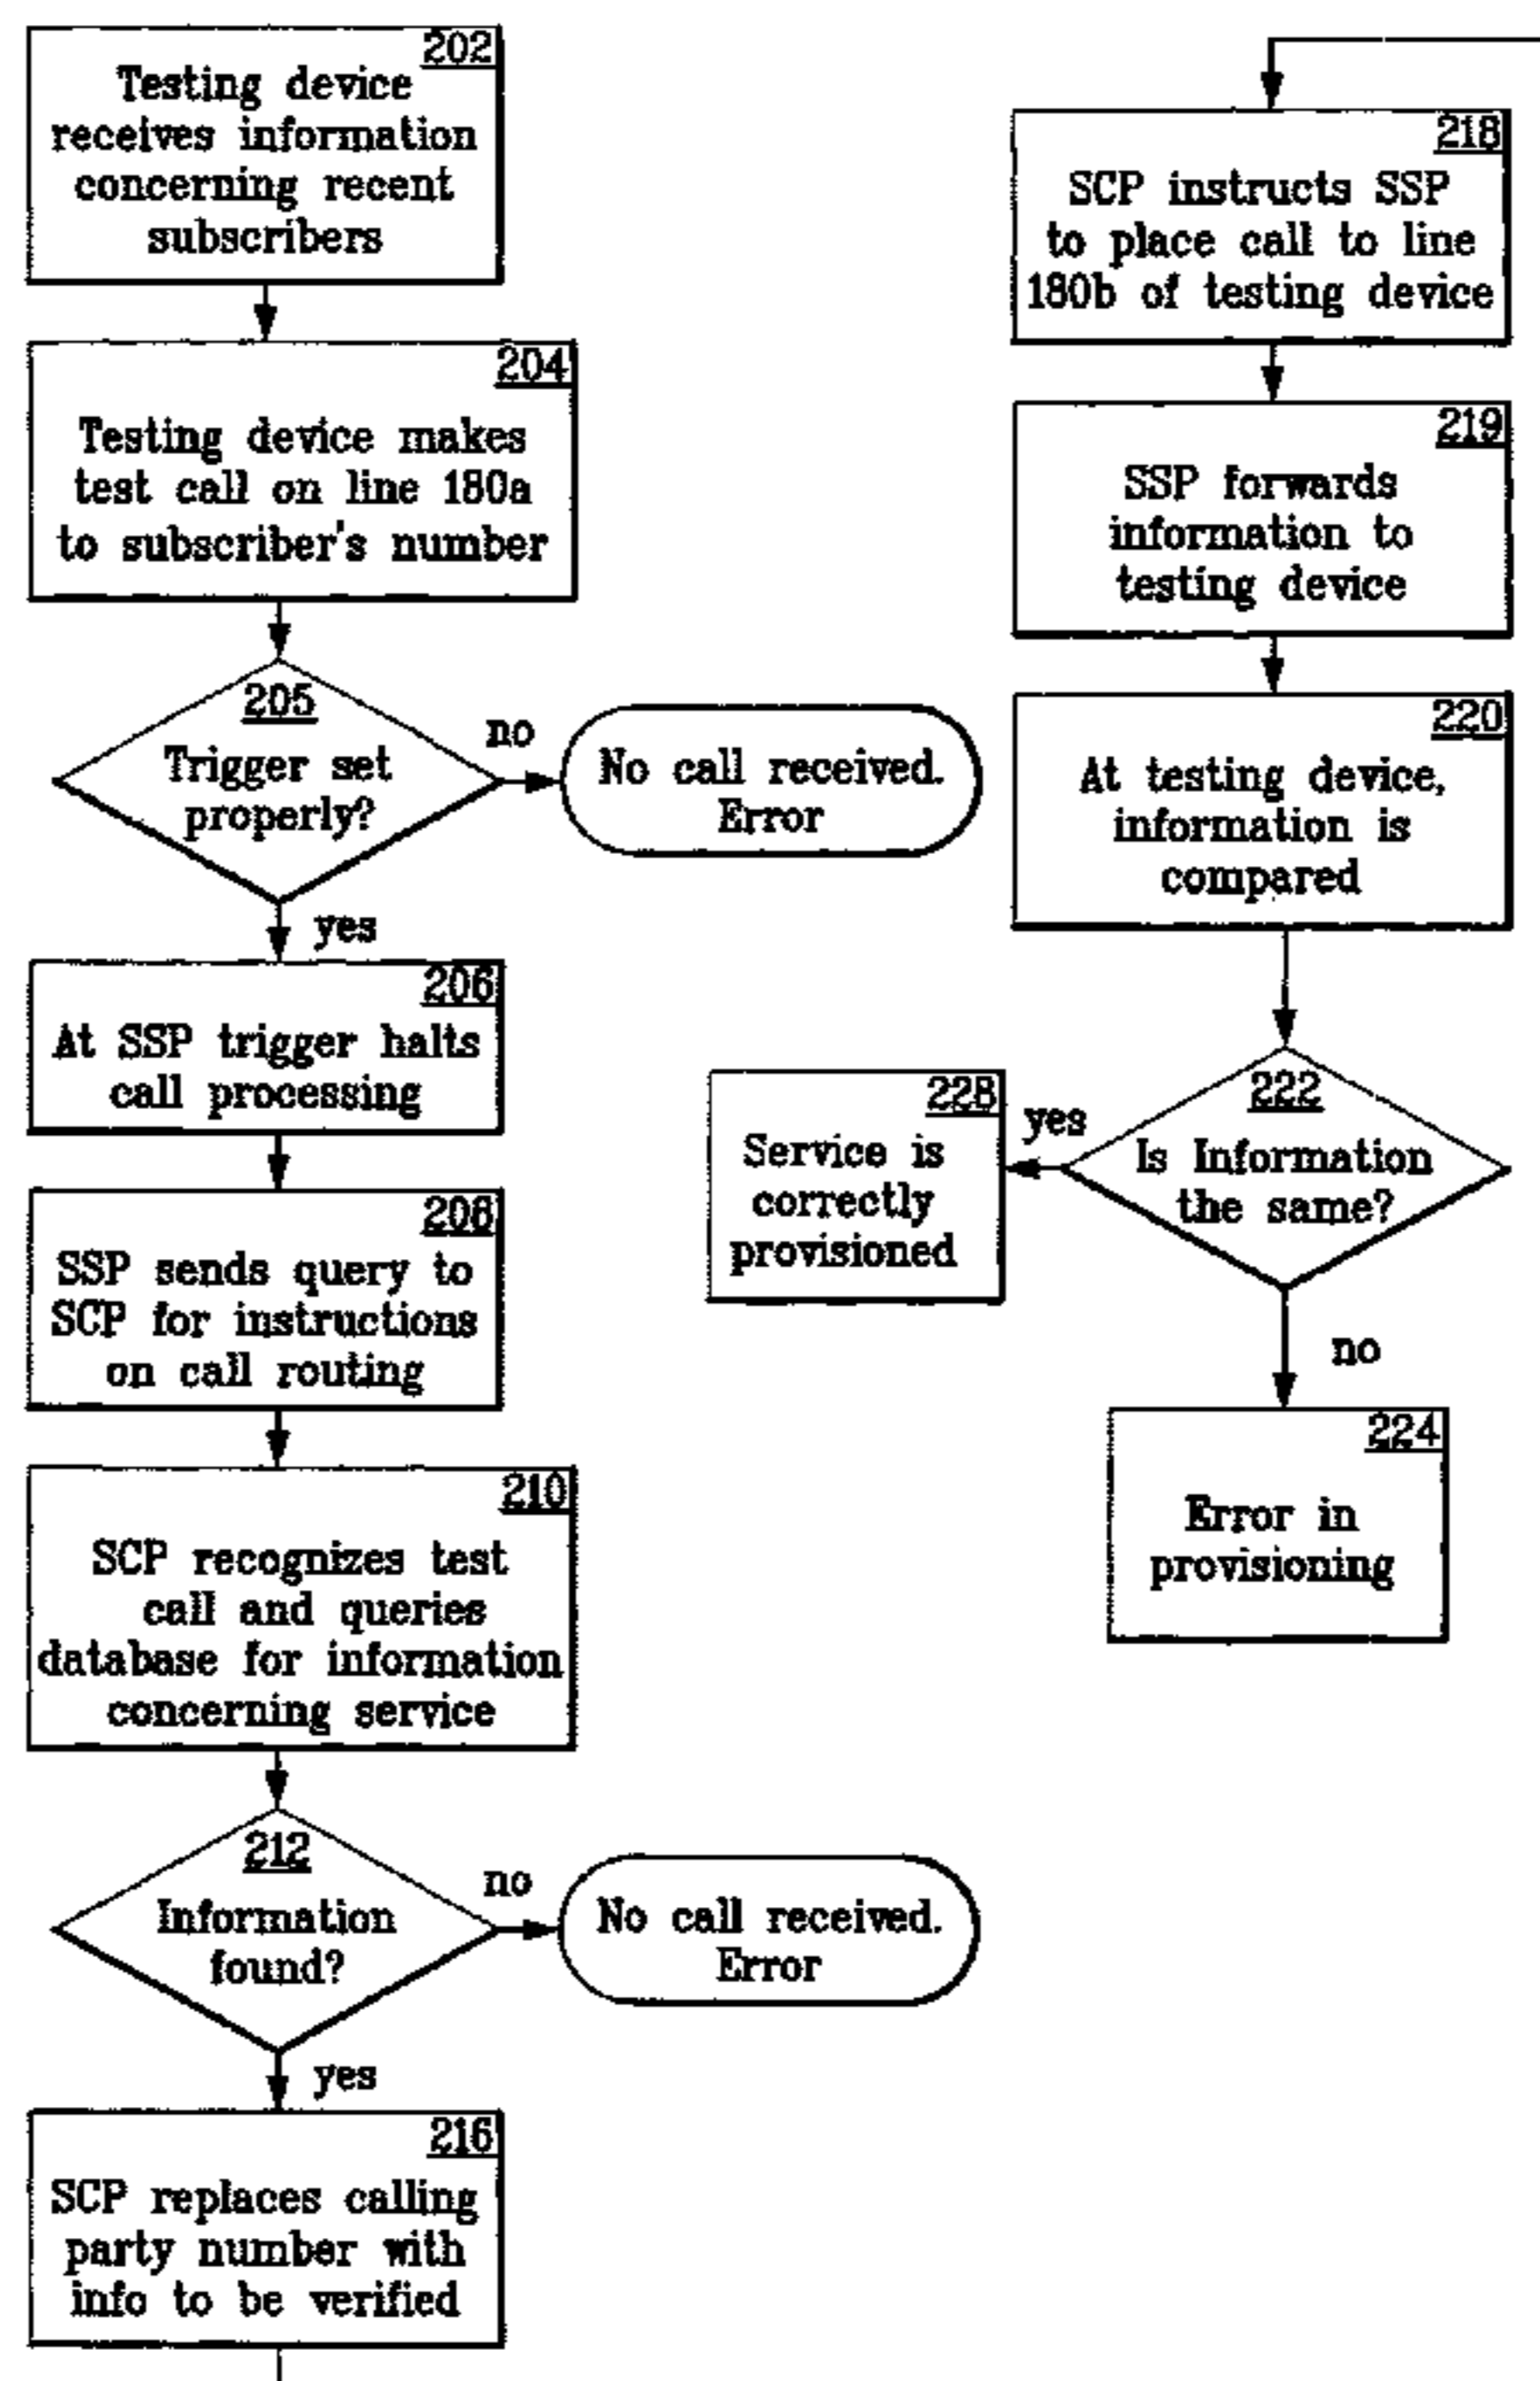 202
Testing device
receives information
concerning recent
subscribers
204
Testing device makes
test call on line 180a
to subscriber's number
205
Trigger set
properly?
no
No call received.
Error
yes
206
At SSP trigger halts
call processing
208
SSP sends query to
SCP for instructions
on call routing
210
SCP recognizes test
call and queries
database for information
concerning service
212
Information
found?
no
No call received.
Error
yes
216
SCP replaces calling
party number with
info to be verified
218
SCP instructs SSP
to place call to line
180b of testing device
219
SSP forwards
information to
testing device
220
At testing device,
information is
compared
222
Is Information
the same?
yes
228
Service is
correctly
provisioned
no
224
Error in
provisioning